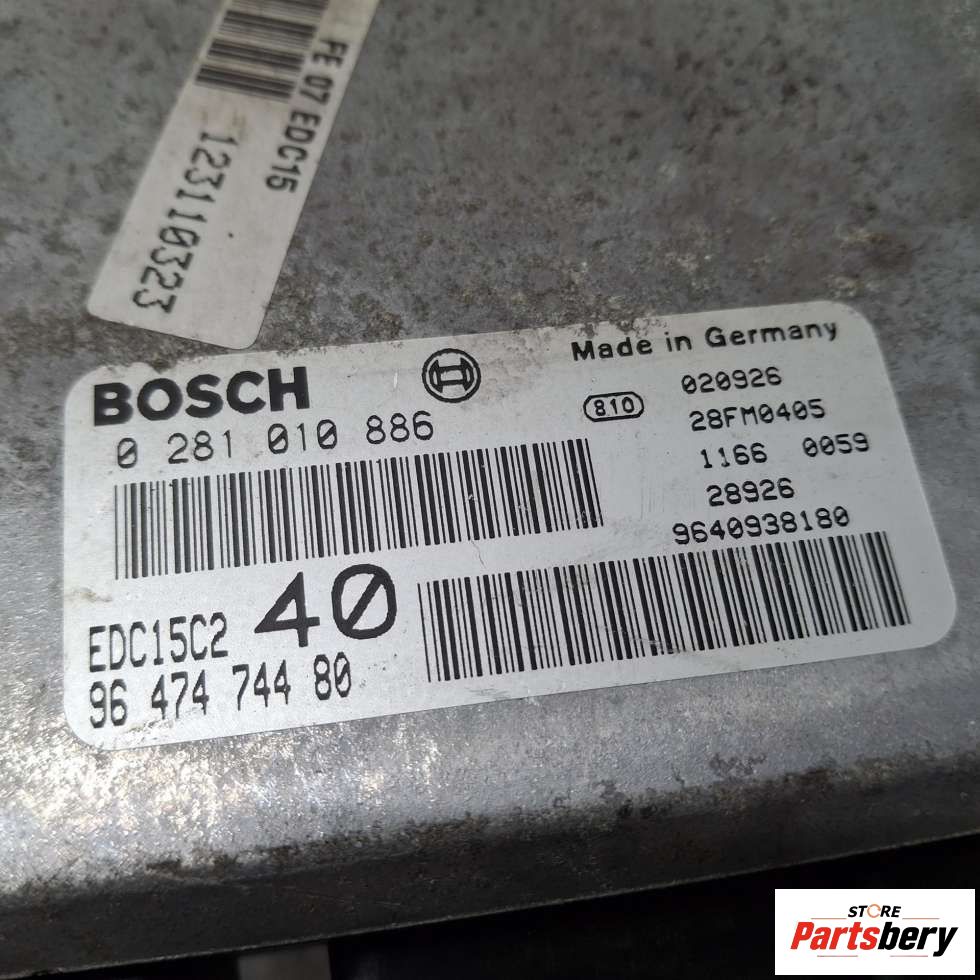 FE 07 EDC15
123110323
BOSCH
Made in Germany
0 281 010 886
810
020926
28FM0405
1166 0059
28926
9640938180
EDC15C2 40
96 474 744 80
STORE
Partsbery